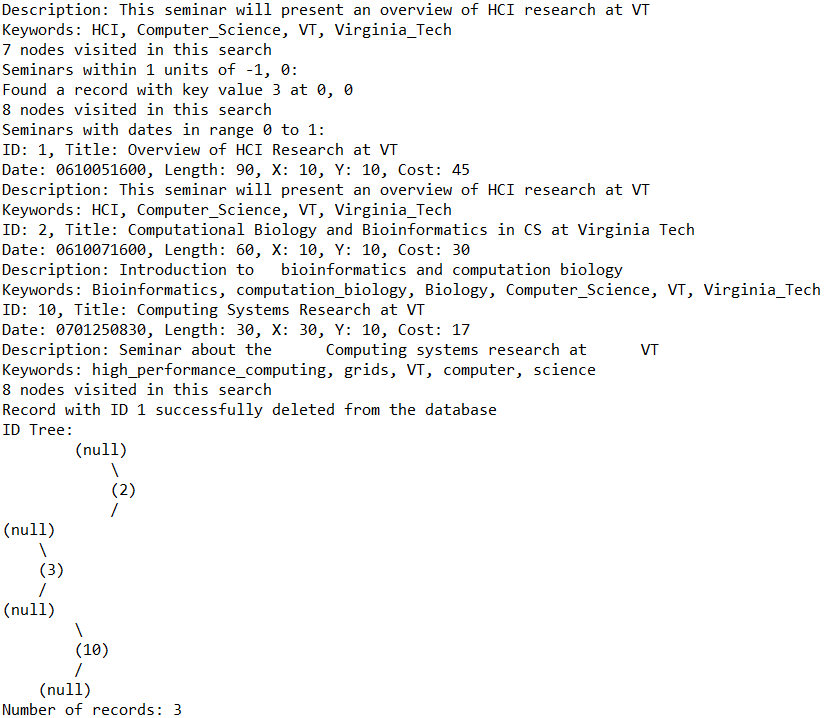 Description: This seminar will present an overview of HCI research at VT
Keywords: HCI, Computer_Science, VT, Virginia_Tech
7 nodes visited in this search
Seminars within 1 units of -1, 0:
Found a record with key value 3 at 0, 0
8 nodes visited in this search
Seminars with dates in range 0 to 1:
ID: 1, Title: Overview of HCI Research at VT
Date: 0610051600, Length: 90, X: 10, Y: 10, Cost: 45
Description: This seminar will present an overview of HCI research at VT
Keywords: HCI, Computer_Science, VT, Virginia_Tech
ID: 2, Title: Computational Biology and Bioinformatics in CS at Virginia Tech
Date: 0610071600, Length: 60, X: 10, Y: 10, Cost: 30
Description: Introduction to   bioinformatics and computation biology
Keywords: Bioinformatics, computation_biology, Biology, Computer_Science, VT, Virginia_Tech
ID: 10, Title: Computing Systems Research at VT
Date: 0701250830, Length: 30, X: 30, Y: 10, Cost: 17
Description: Seminar about the      Computing systems research at      VT
Keywords: high_performance_computing, grids, VT, computer, science
8 nodes visited in this search
Record with ID 1 successfully deleted from the database
ID Tree:
        (null)
            \
            (2)
            /
(null)
    \
    (3)
    /
(null)
        \
        (10)
        /
    (null)
Number of records: 3